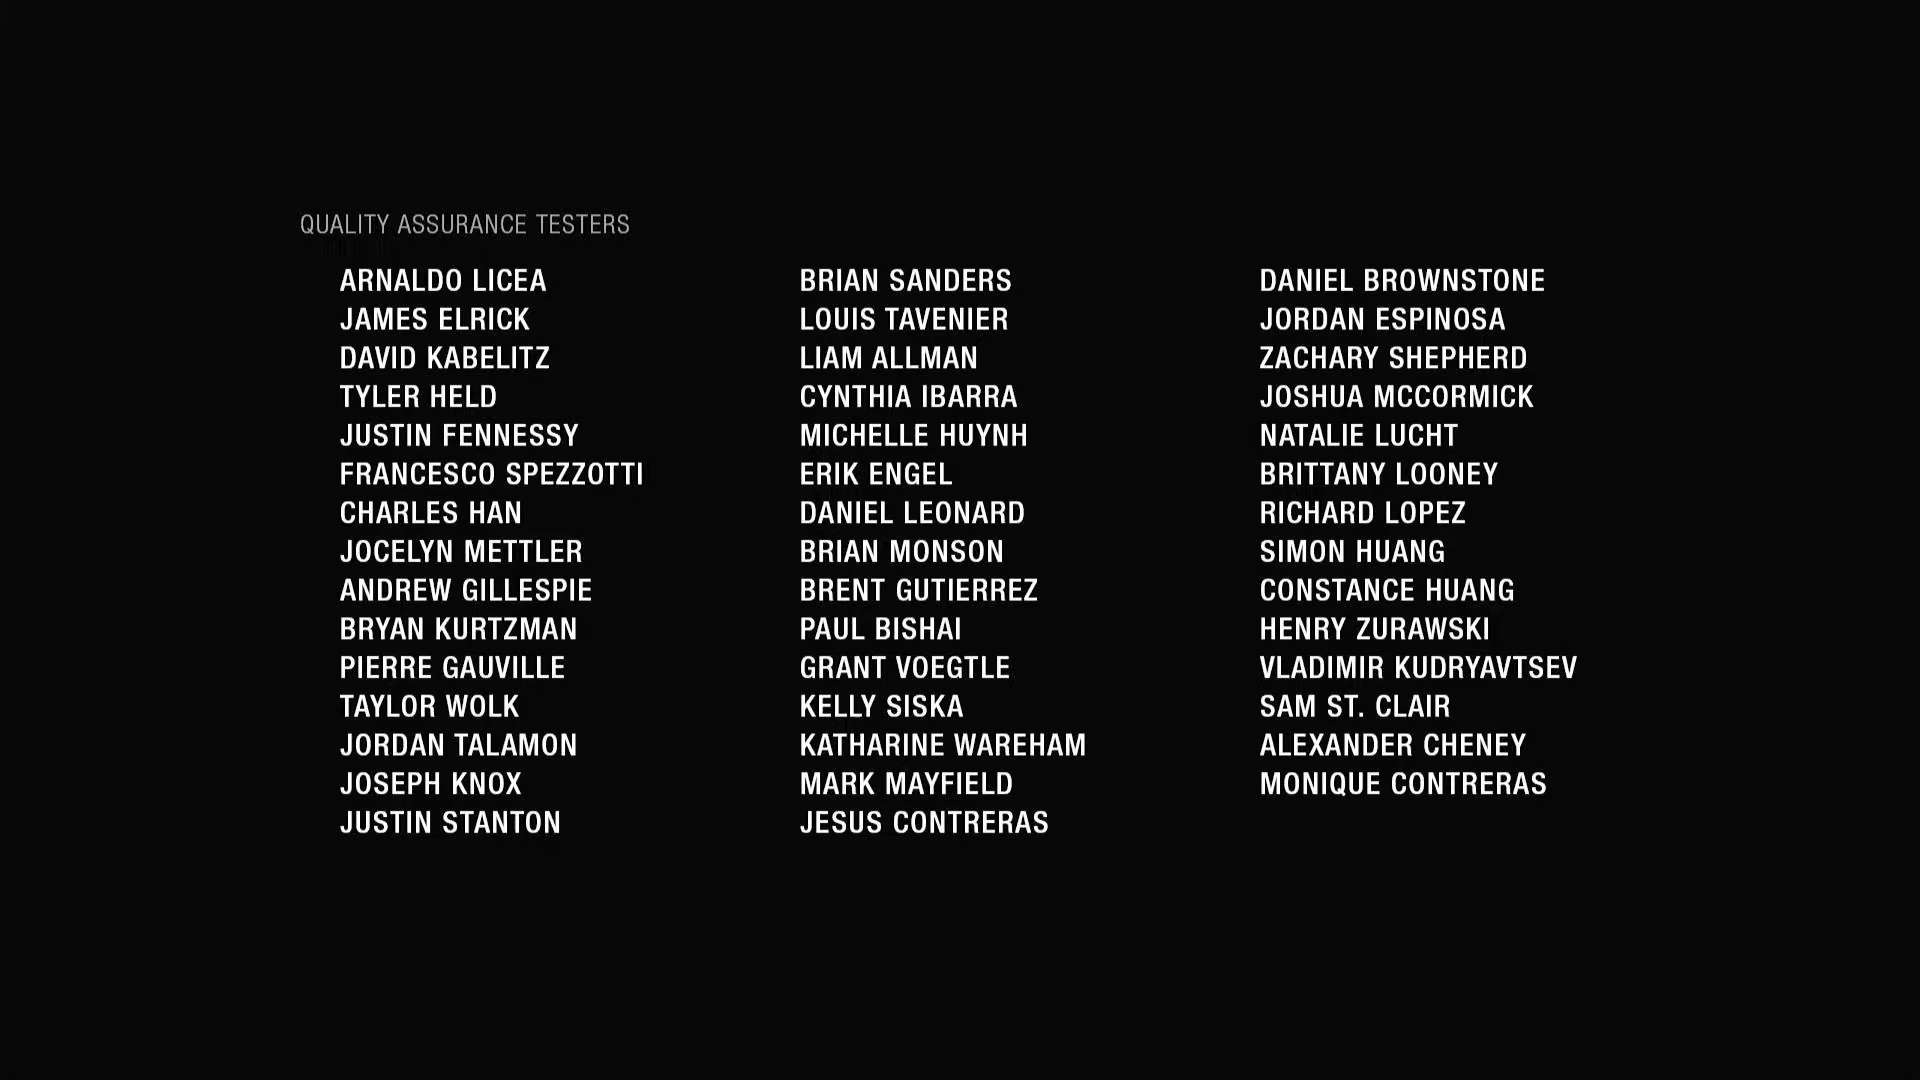 QUALITY ASSURANCE TESTERS
ARNALDO LICEA
JAMES ELRICK
DAVID KABELITZ
TYLER HELD
JUSTIN FENNESSY
FRANCESCO SPEZZOTTI
CHARLES HAN
JOCELYN METTLER
ANDREW GILLESPIE
BRYAN KURTZMAN
PIERRE GAUVILLE
TAYLOR WOLK
JORDAN TALAMON
JOSEPH KNOX
JUSTIN STANTON
BRIAN SANDERS
LOUIS TAVENIER
LIAM ALLMAN
CYNTHIA IBARRA
MICHELLE HUYNH
ERIK ENGEL
DANIEL LEONARD
BRIAN MONSON
BRENT GUTIERREZ
PAUL BISHAI
GRANT VOEGTLE
KELLY SISKA
KATHARINE WAREHAM
MARK MAYFIELD
JESUS CONTRERAS
DANIEL BROWNSTONE
JORDAN ESPINOSA
ZACHARY SHEPHERD
JOSHUA MCCORMICK
NATALIE LUCHT
BRITTANY LOONEY
RICHARD LOPEZ
SIMON HUANG
CONSTANCE HUANG
HENRY ZURAWSKI
VLADIMIR KUDRYAVTSEV
SAM ST. CLAIR
ALEXANDER CHENEY
MONIQUE CONTRERAS